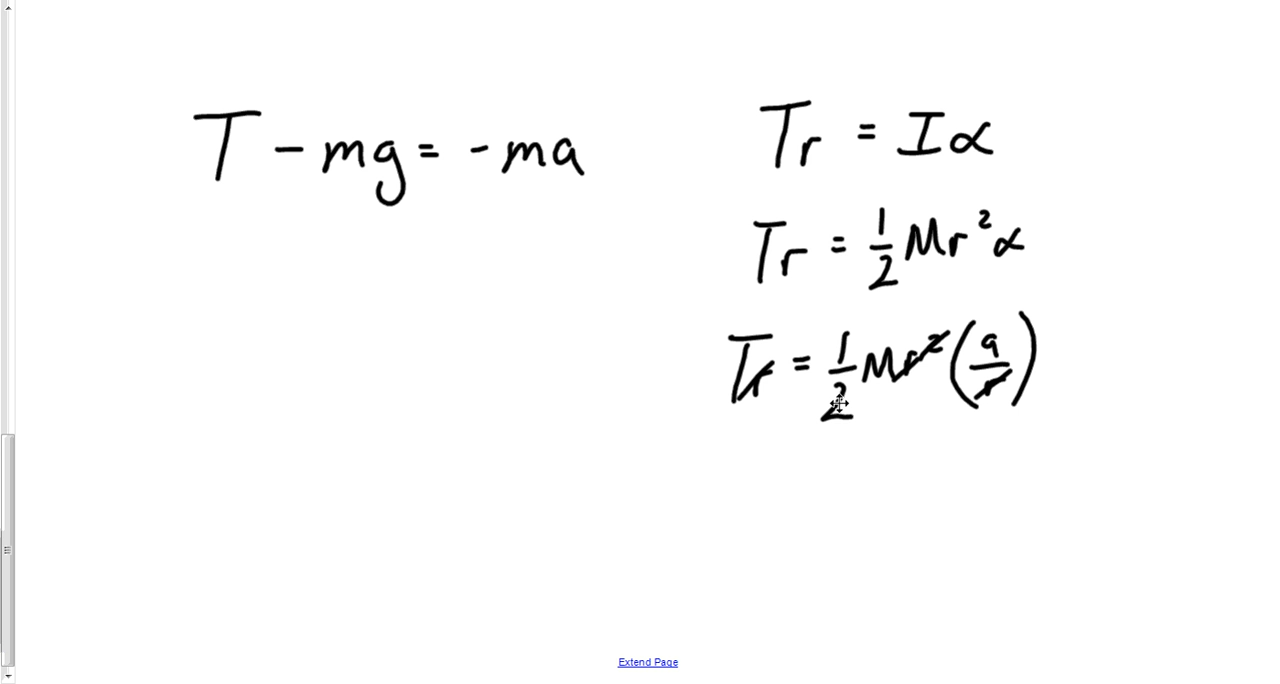 T - mg = -ma
Tr = Iα
Tr = 1/2 Mr²α
Tr = 1/2 Mr² (a/r)
Extend Page